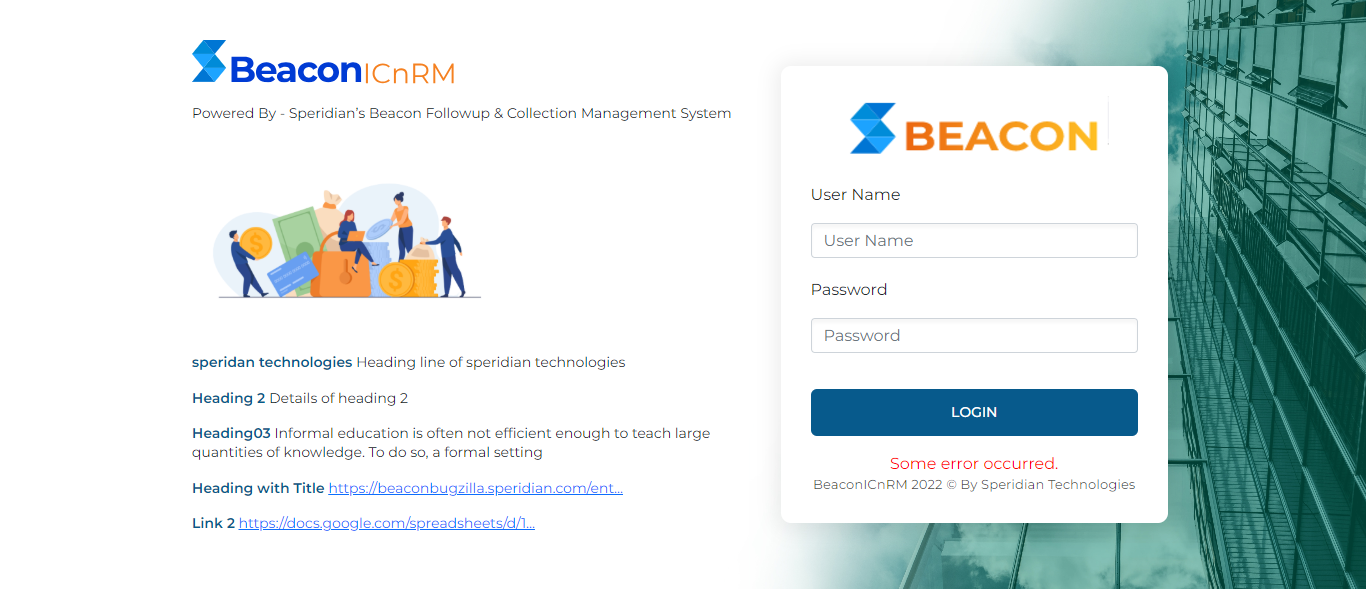 BeaconICnRM
Powered By - Speridian’s Beacon Followup & Collection Management System
speridan technologies Heading line of speridian technologies
Heading 2 Details of heading 2
Heading03 Informal education is often not efficient enough to teach large
quantities of knowledge. To do so, a formal setting
Heading with Title https://beaconbugzilla.speridian.com/ent...
Link 2 https://docs.google.com/spreadsheets/d/1...
BEACON
User Name
User Name
Password
Password
LOGIN
Some error occurred.
BeaconICnRM 2022 © By Speridian Technologies